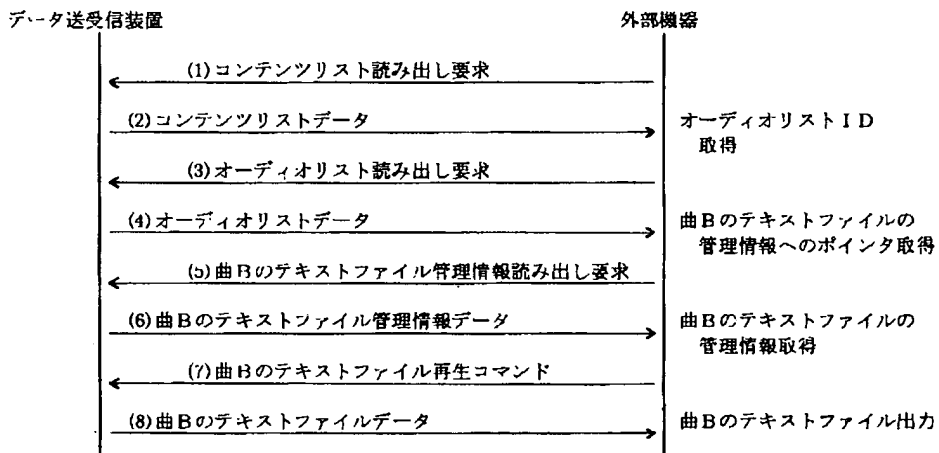 データ送受信装置
外部機器
(1)コンテンツリスト読み出し要求
(2)コンテンツリストデータ
オーディオリストID
取得
(3)オーディオリスト読み出し要求
(4)オーディオリストデータ
曲Bのテキストファイルの
管理情報へのポインタ取得
(5)曲Bのテキストファイル管理情報読み出し要求
(6)曲Bのテキストファイル管理情報データ
曲Bのテキストファイルの
管理情報取得
(7)曲Bのテキストファイル再生コマンド
(8)曲Bのテキストファイルデータ
曲Bのテキストファイル出力